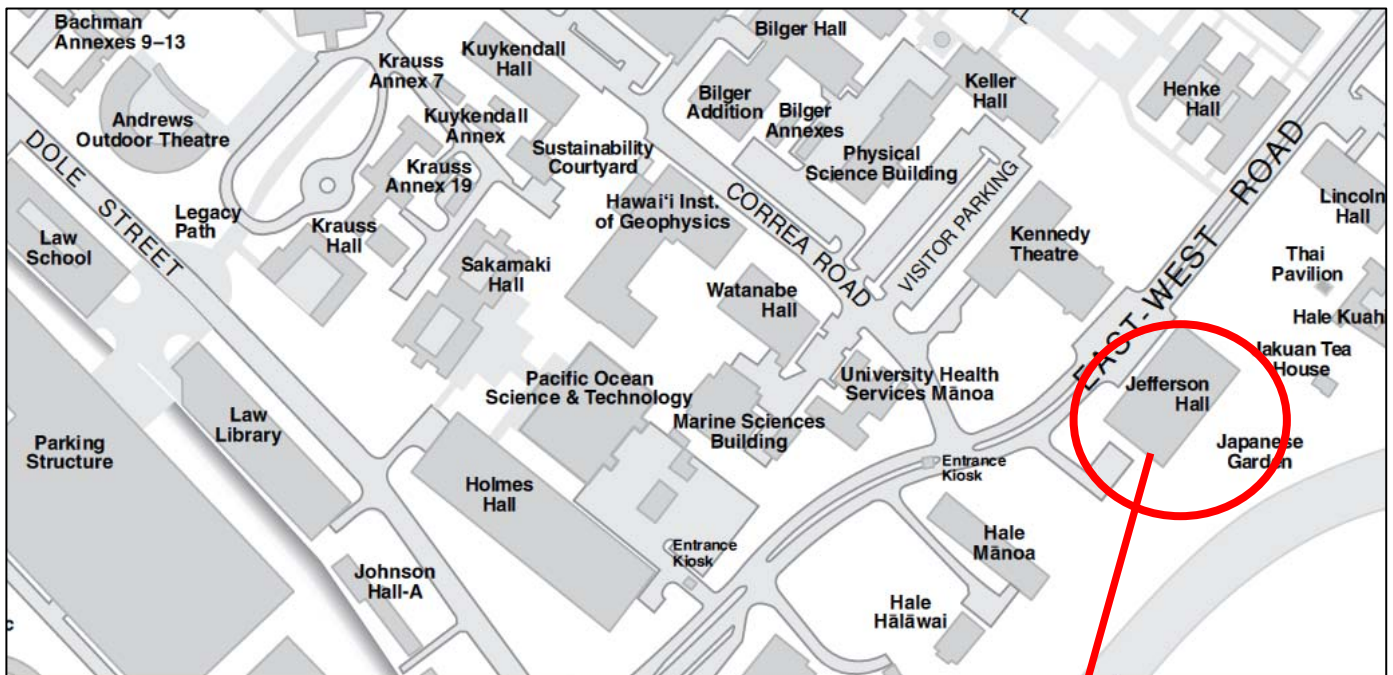 Bachman
Annexes 9–13
Andrews
Outdoor Theatre
DOLE STREET
Law
School
Legacy
Path
Krauss
Annex 7
Kuykendall
Hall
Kuykendall
Annex
Krauss
Annex 19
Krauss
Hall
Sustainability
Courtyard
Bilger Hall
Bilger
Addition
Bilger
Annexes
Keller
Hall
Physical
Science Building
Henke
Hall
Hawai‘i Inst.
of Geophysics
CORREA ROAD
VISITOR PARKING
EAST-WEST ROAD
Kennedy
Theatre
Lincoln
Hall
Thai
Pavilion
Sakamaki
Hall
Watanabe
Hall
Tea
House
Jefferson
Hall
Japanese
Garden
Pacific Ocean
Science & Technology
University Health
Services Mānoa
Marine Sciences
Building
Law
Library
Parking
Structure
Holmes
Hall
Entrance
Kiosk
Hale
Mānoa
Entrance
Kiosk
Johnson
Hall-A
Hale
Hālāwai